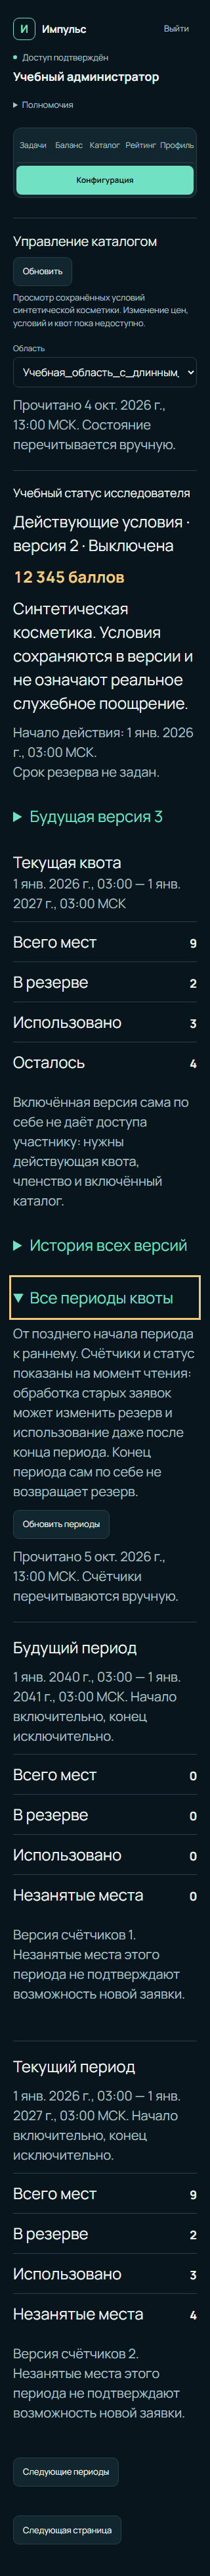 И Импульс Выйти
Доступ подтверждён
Учебный администратор
Полномочия
Задачи Баланс Каталог Рейтинг Профиль
Конфигурация
Управление каталогом
Обновить
Просмотр сохранённых условий
синтетической косметики. Изменение цен,
условий и квот пока недоступно.
Область
Учебная_область_с_длинным_
Прочитано 4 окт. 2026 г.,
13:00 МСК. Состояние
перечитывается вручную.
Учебный статус исследователя
Действующие условия ·
версия 2 · Выключена
12 345 баллов
Синтетическая
косметика. Условия
сохраняются в версии и
не означают реальное
служебное поощрение.
Начало действия: 1 янв. 2026
г., 03:00 МСК.
Срок резерва не задан.
Будущая версия 3
Текущая квота
1 янв. 2026 г., 03:00 — 1 янв.
2027 г., 03:00 МСК
Всего мест 9
В резерве 2
Использовано 3
Осталось 4
Включённая версия сама по
себе не даёт доступа
участнику: нужны
действующая квота,
членство и включённый
каталог.
История всех версий
Все периоды квоты
От позднего начала периода
к раннему. Счётчики и статус
показаны на момент чтения:
обработка старых заявок
может изменить резерв и
использование даже после
конца периода. Конец
периода сам по себе не
возвращает резерв.
Обновить периоды
Прочитано 5 окт. 2026 г.,
13:00 МСК. Счётчики
перечитываются вручную.
Будущий период
1 янв. 2040 г., 03:00 — 1 янв.
2041 г., 03:00 МСК. Начало
включительно, конец
исключительно.
Всего мест 0
В резерве 0
Использовано 0
Незанятые места 0
Версия счётчиков 1.
Незанятые места этого
периода не подтверждают
возможность новой заявки.
Текущий период
1 янв. 2026 г., 03:00 — 1 янв.
2027 г., 03:00 МСК. Начало
включительно, конец
исключительно.
Всего мест 9
В резерве 2
Использовано 3
Незанятые места 4
Версия счётчиков 2.
Незанятые места этого
периода не подтверждают
возможность новой заявки.
Следующие периоды
Следующая страница